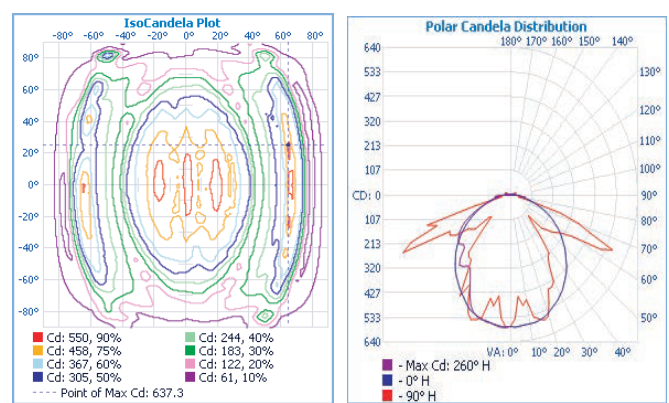 IsoCandela Plot
-80° -60° -40° -20° 0° 20° 40° 60° 80°
80°
60°
40°
20°
0°
-20°
-40°
-60°
-80°
Cd: 550, 90%
Cd: 458, 75%
Cd: 367, 60%
Cd: 305, 50%
Cd: 244, 40%
Cd: 183, 30%
Cd: 122, 20%
Cd: 61, 10%
- Point of Max Cd: 637.3
Polar Candela Distribution
180° 170° 160° 150° 140°
640
533
427
320
213
107
CD: 0
107
213
320
427
533
640
130°
120°
110°
100°
90°
80°
70°
60°
50°
VA: 0° 10° 20° 30° 40°
- Max Cd: 260° H
- 0° H
- 90° H